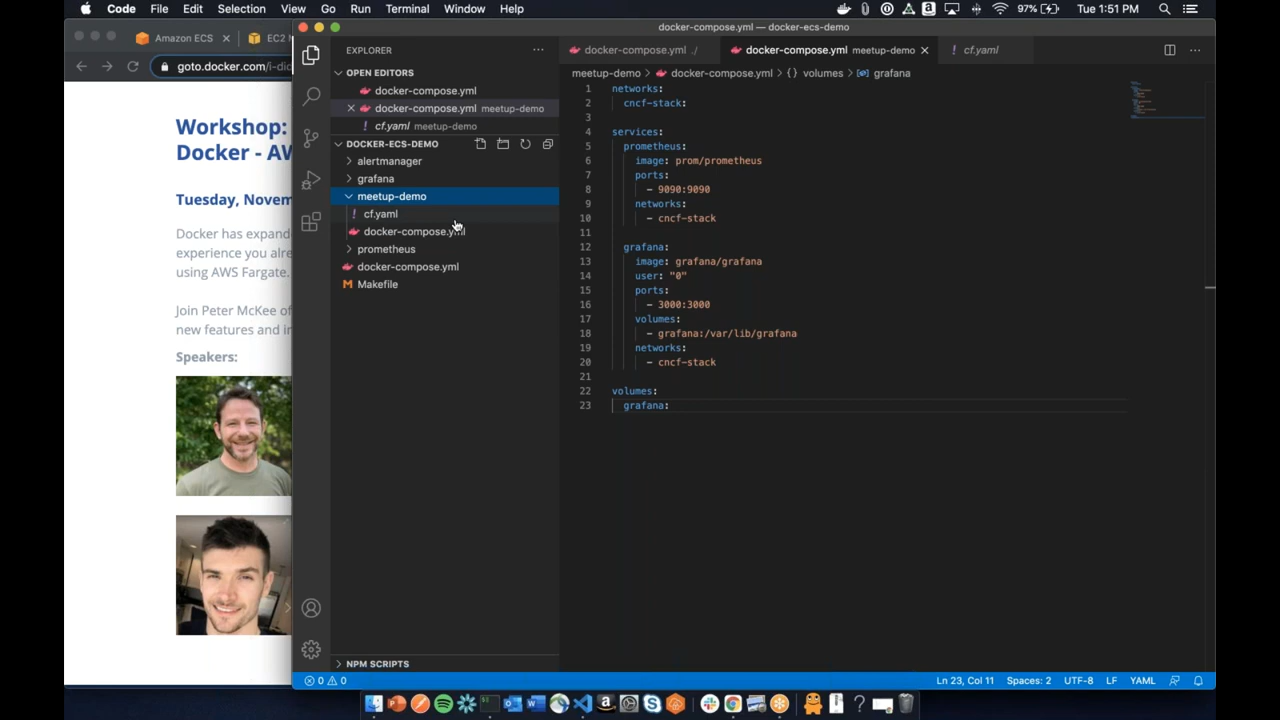 Code File Edit Selection View Go Run Terminal Window Help
97% Tue 1:51 PM
Amazon ECS
EC2
goto.docker.com/i-did
Workshop:
Docker - AW
Tuesday, Novem
Docker has expand
experience you alre
using AWS Fargate.
Join Peter McKee of
new features and in
Speakers:
docker-compose.yml — docker-ecs-demo
EXPLORER
OPEN EDITORS
docker-compose.yml
docker-compose.yml meetup-demo
cf.yaml meetup-demo
DOCKER-ECS-DEMO
alertmanager
grafana
meetup-demo
! cf.yaml
docker-compose.yml
prometheus
docker-compose.yml
M Makefile
NPM SCRIPTS
docker-compose.yml ./
docker-compose.yml meetup-demo
cf.yaml
meetup-demo > docker-compose.yml > {} volumes > grafana
1 networks:
2 cncf-stack:
3
4 services:
5 prometheus:
6 image: prom/prometheus
7 ports:
8 - 9090:9090
9 networks:
10 - cncf-stack
11
12 grafana:
13 image: grafana/grafana
14 user: "0"
15 ports:
16 - 3000:3000
17 volumes:
18 - grafana:/var/lib/grafana
19 networks:
20 - cncf-stack
21
22 volumes:
23 grafana:
0 0
Ln 23, Col 11 Spaces: 2 UTF-8 LF YAML